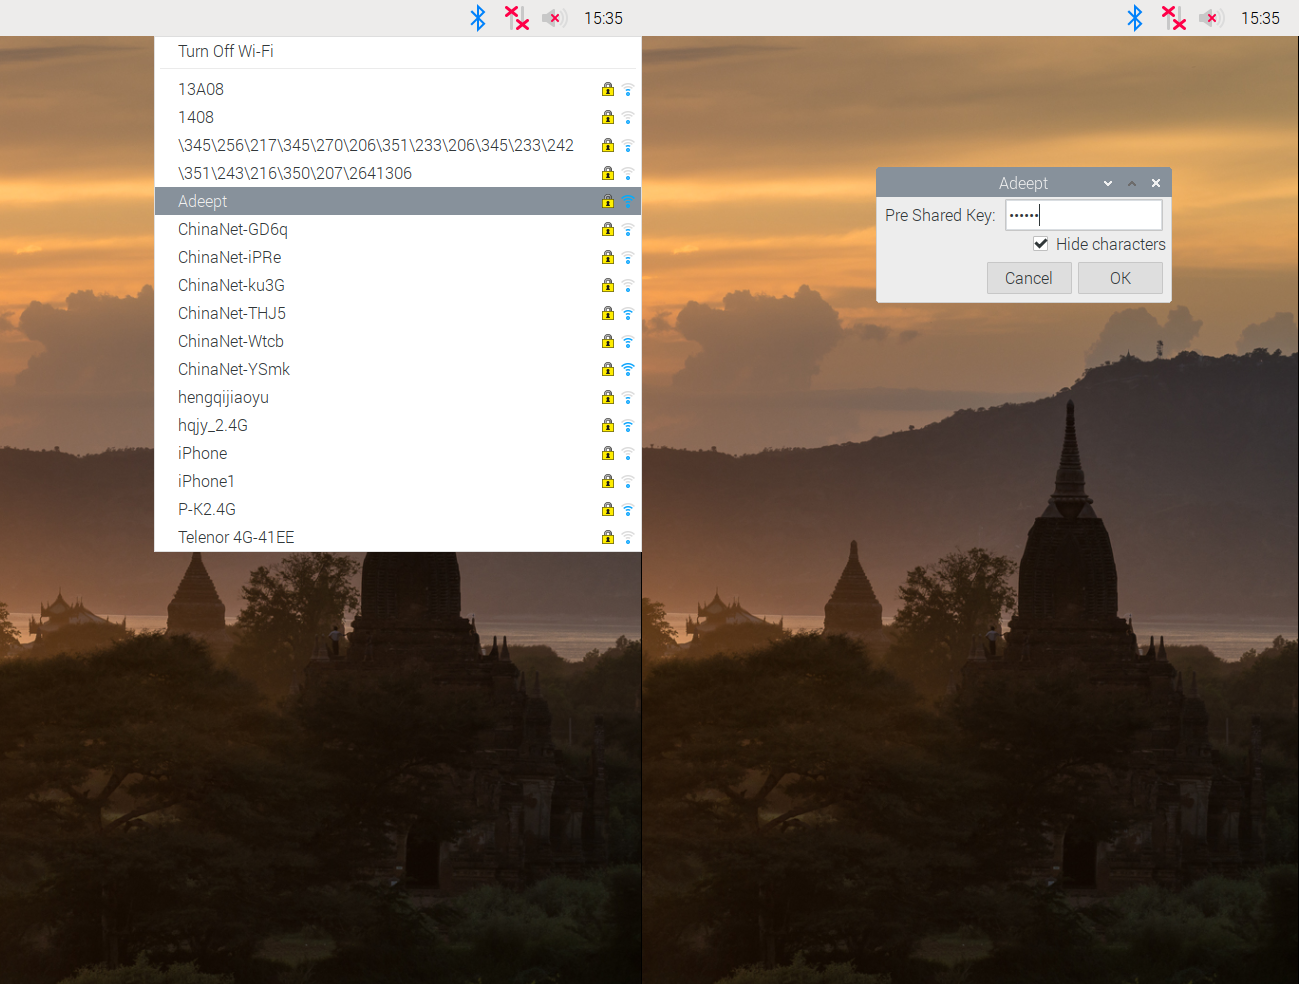 15:35
Turn Off Wi-Fi
13A08
1408
\345\256\217\345\270\206\351\233\206\345\233\242
\351\243\216\350\207\2641306
Adeept
ChinaNet-GD6q
ChinaNet-iPRe
ChinaNet-ku3G
ChinaNet-THJ5
ChinaNet-Wtcb
ChinaNet-YSmk
hengqijiaoyu
hqjy_2.4G
iPhone
iPhone1
P-K2.4G
Telenor 4G-41EE
15:35
Adeept
Pre Shared Key: ••••••
Hide characters
Cancel OK